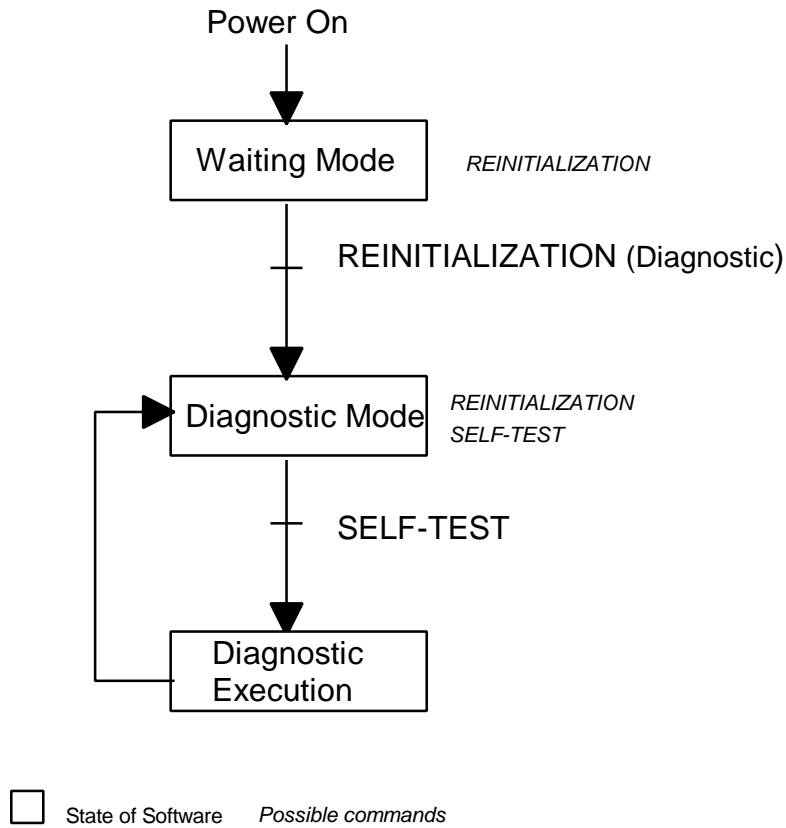 Power On
Waiting Mode
REINITIALIZATION
REINITIALIZATION (Diagnostic)
Diagnostic Mode
REINITIALIZATION
SELF-TEST
SELF-TEST
Diagnostic
Execution
State of Software
Possible commands